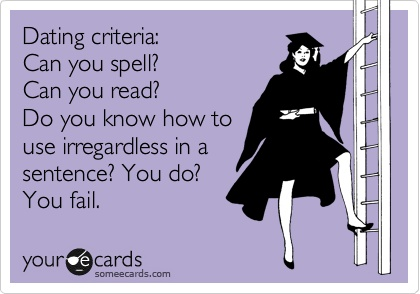 Dating criteria:
Can you spell?
Can you read?
Do you know how to
use irregardless in a
sentence? You do?
You fail.
your e cards
someecards.com